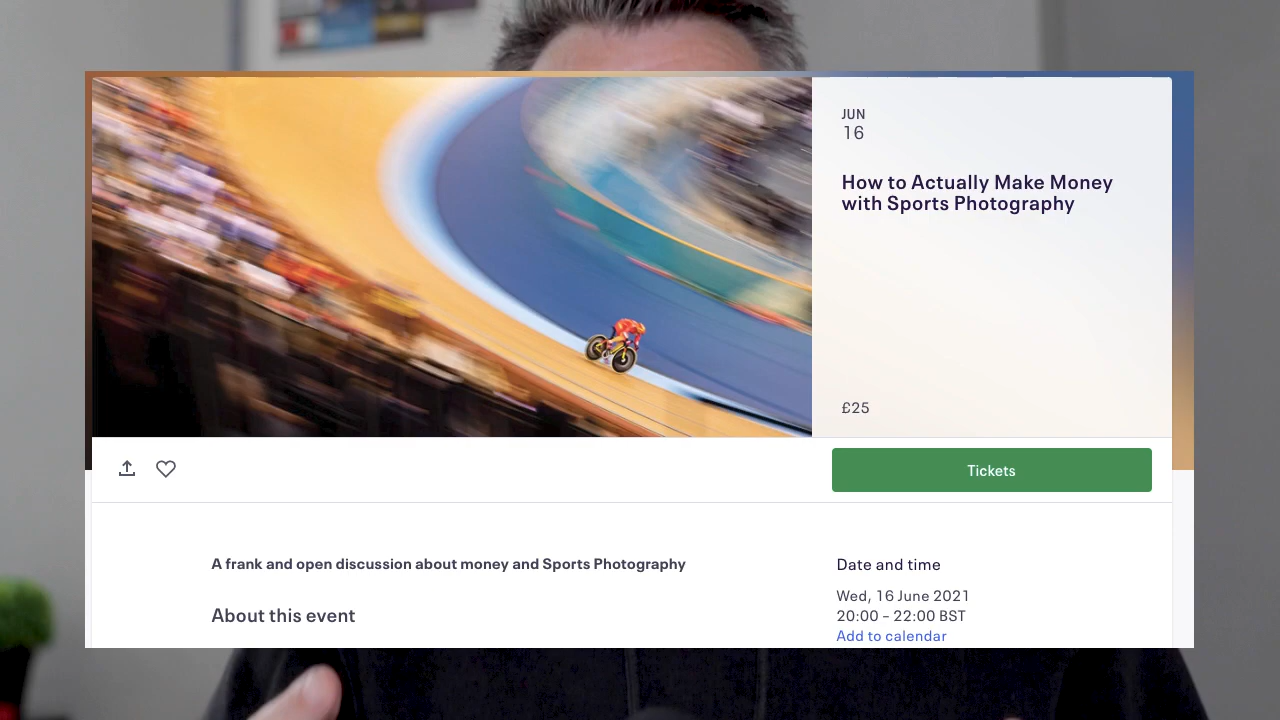 JUN
16
How to Actually Make Money
with Sports Photography
£25
Tickets
A frank and open discussion about money and Sports Photography
About this event
Date and time
Wed, 16 June 2021
20:00 – 22:00 BST
Add to calendar